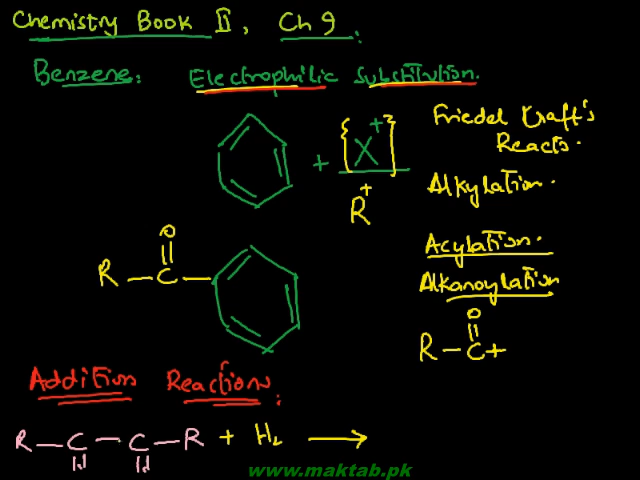 Chemistry Book II, Ch 9:
Benzene: Electrophilic Substitution.
Friedel Craft's
Reacts.
+ [X+]
R+
Alkylation.
Acylation.
Alkanoylation
O
R-C-
O
R-C+
Addition Reaction:
R-C-C-R + H2 →
H H
www.maktab.pk